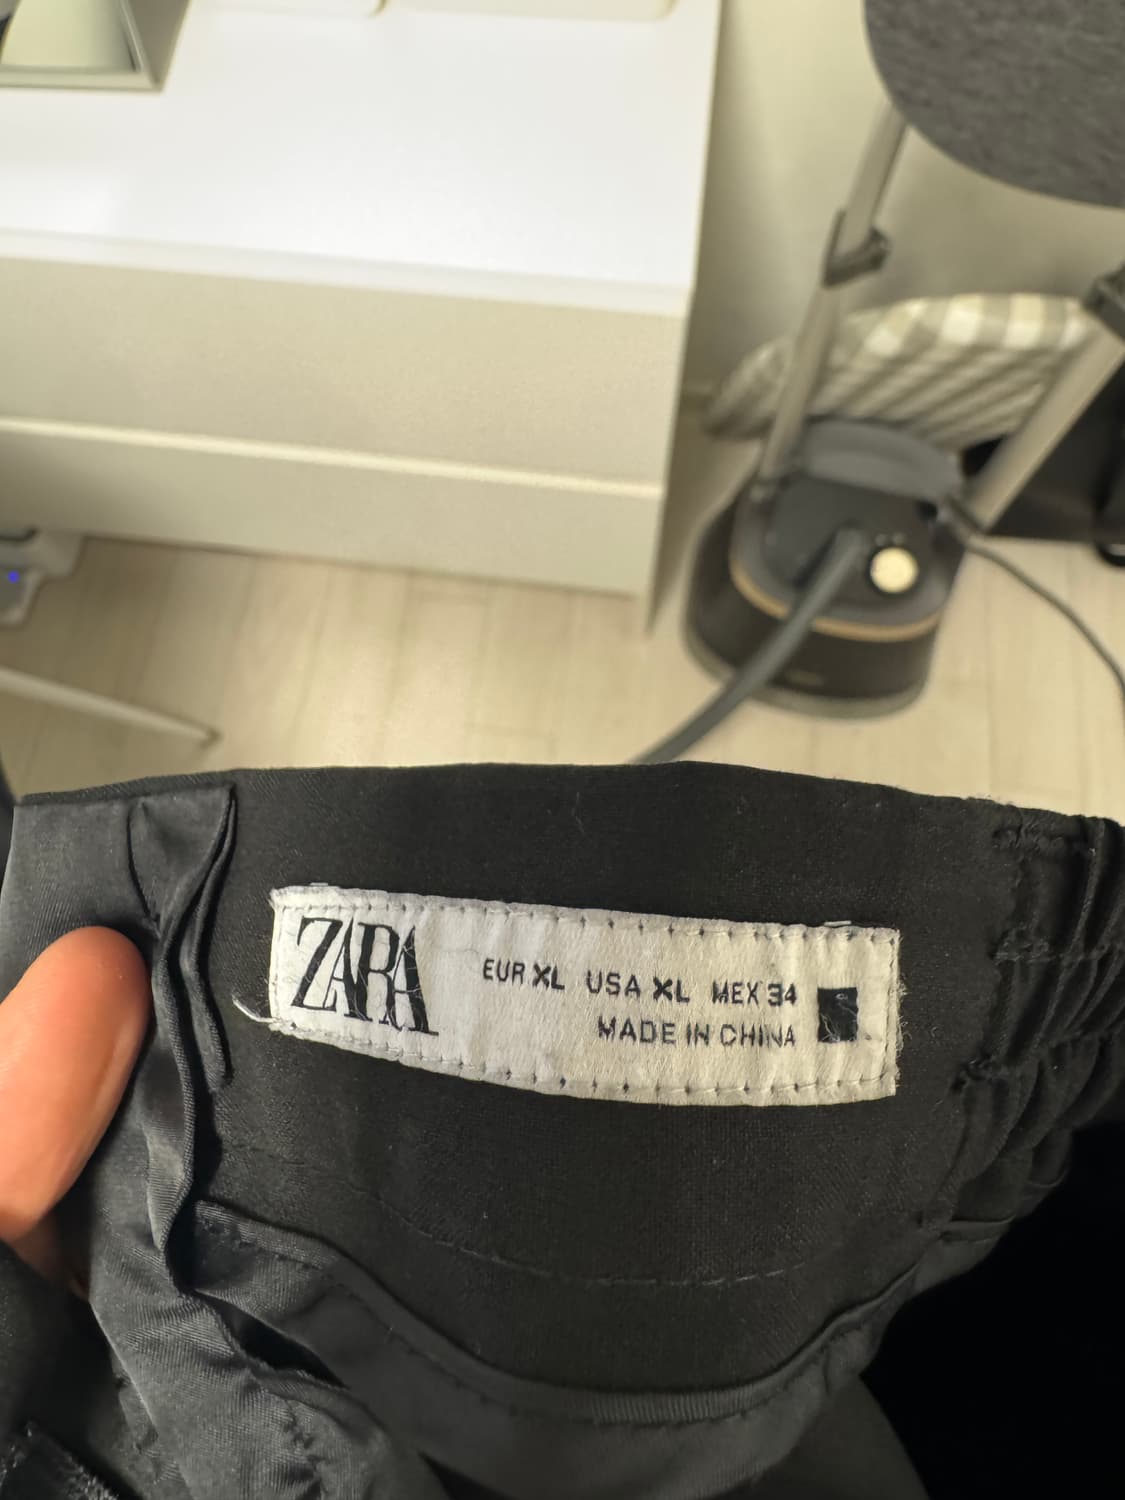 ZARA
EUR XL USA XL MEX 34
MADE IN CHINA